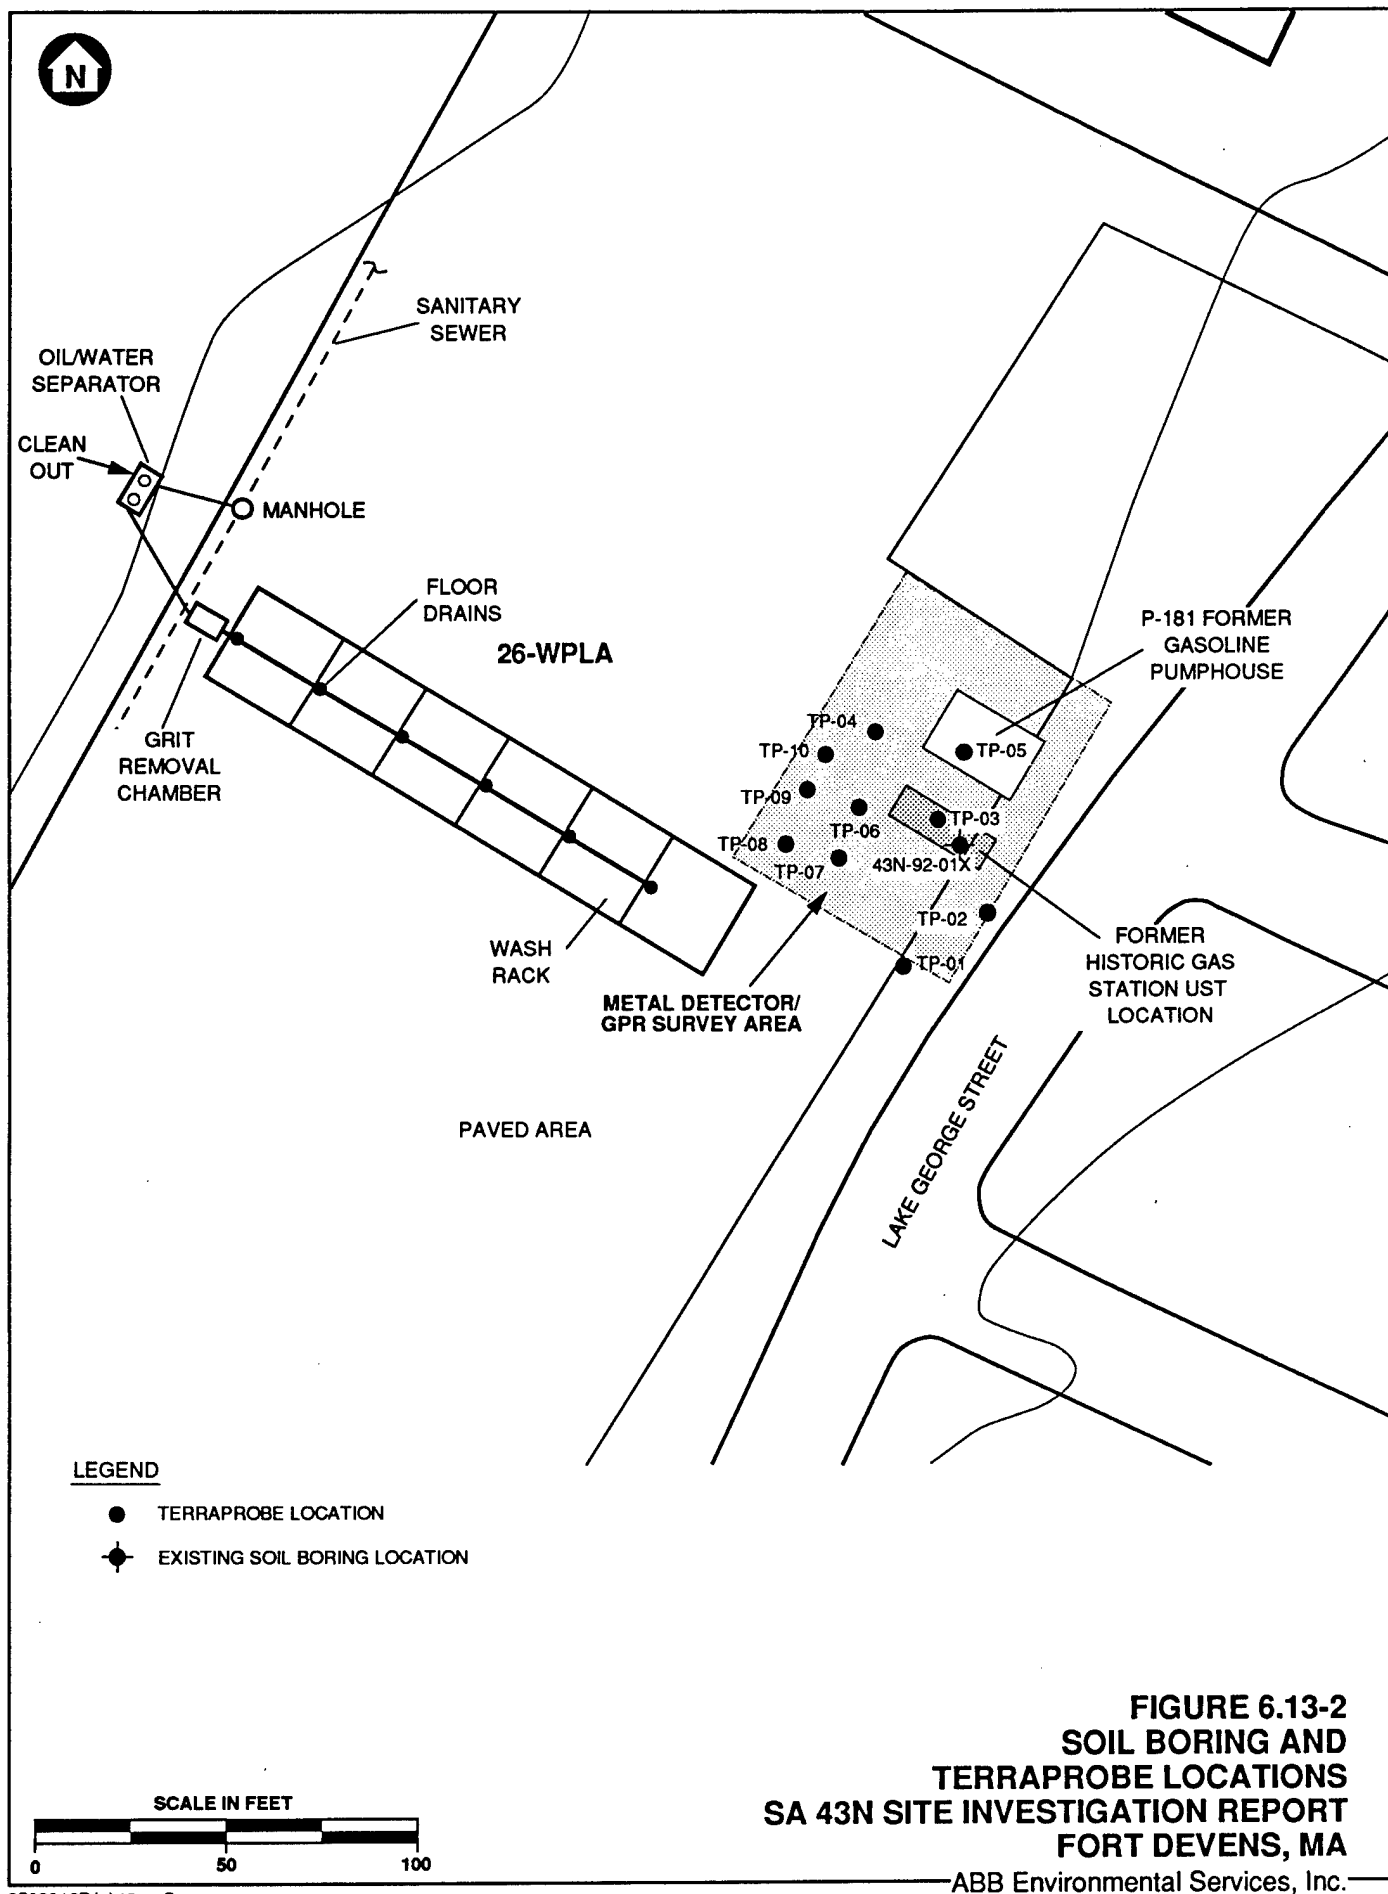 N
SANITARY
SEWER
OIL/WATER
SEPARATOR
CLEAN
OUT
MANHOLE
FLOOR
DRAINS
26-WPLA
P-181 FORMER
GASOLINE
PUMPHOUSE
GRIT
REMOVAL
CHAMBER
TP-04
TP-10
TP-05
TP-09
TP-03
TP-06
TP-08
TP-07
43N-92-01X
TP-02
TP-01
WASH
RACK
FORMER
HISTORIC GAS
STATION UST
LOCATION
METAL DETECTOR/
GPR SURVEY AREA
LAKE GEORGE STREET
PAVED AREA
LEGEND
TERRAPROBE LOCATION
EXISTING SOIL BORING LOCATION
FIGURE 6.13-2
SOIL BORING AND
TERRAPROBE LOCATIONS
SA 43N SITE INVESTIGATION REPORT
FORT DEVENS, MA
SCALE IN FEET
0 50 100
ABB Environmental Services, Inc.